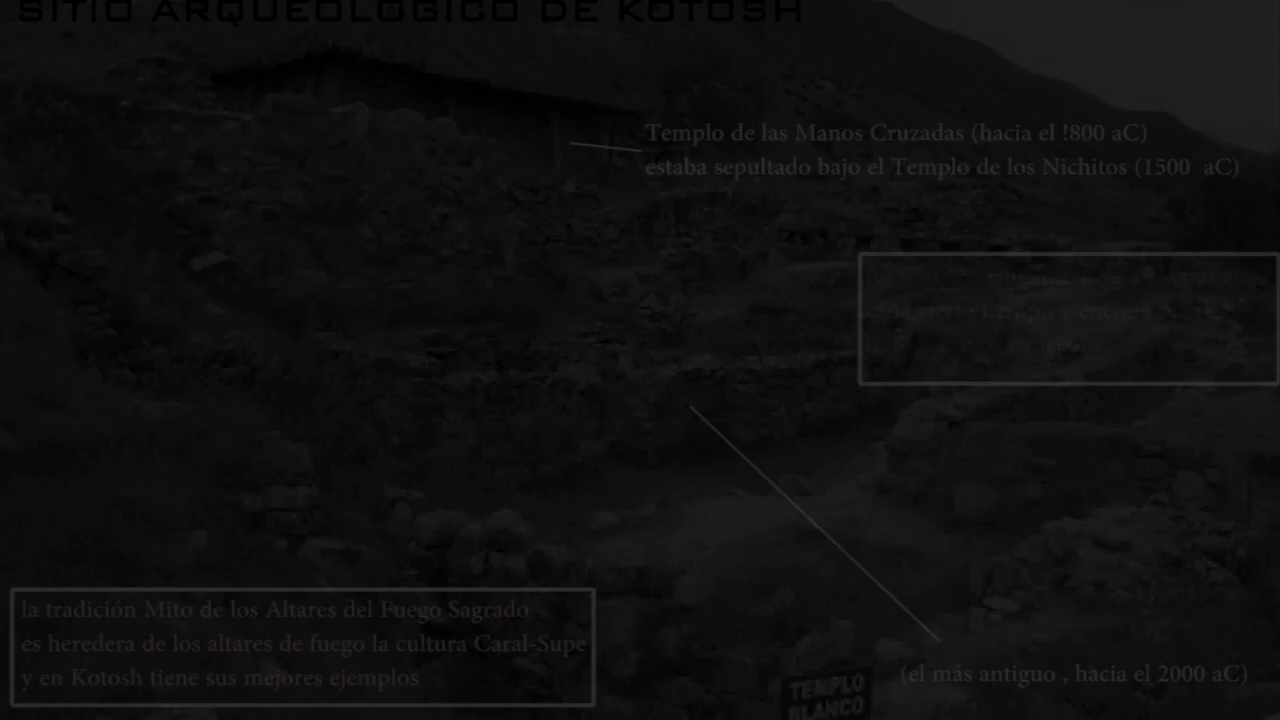 SITIO ARQUEOLOGICO DE KOTOSH
Templo de las Manos Cruzadas (hacia el !800 aC)
estaba sepultado bajo el Templo de los Nichitos (1500 aC)
la tradición Mito de los Altares del Fuego Sagrado
es heredera de los altares de fuego la cultura Caral-Supe
y en Kotosh tiene sus mejores ejemplos
(el más antiguo , hacia el 2000 aC)
TEMPLO
BLANCO